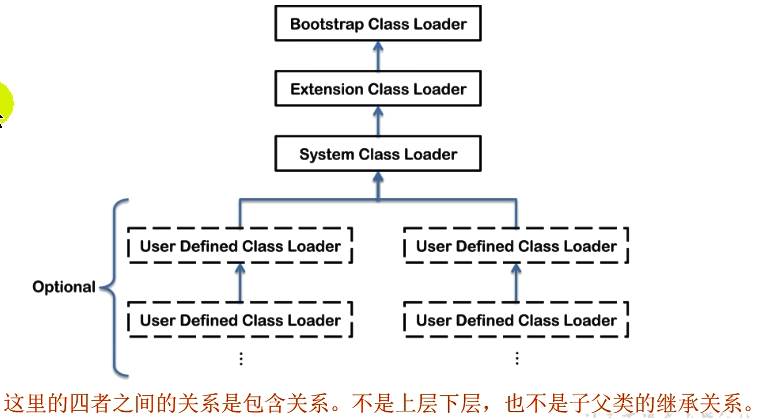 Bootstrap Class Loader
Extension Class Loader
System Class Loader
User Defined Class Loader
User Defined Class Loader
Optional
User Defined Class Loader
User Defined Class Loader
这里的四者之间的关系是包含关系。不是上层下层，也不是子父类的继承关系。